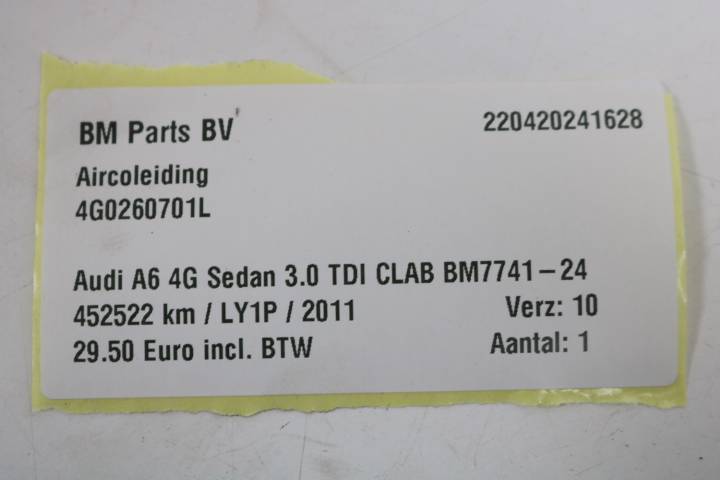 BM Parts BV 220420241628
Aircoleiding
4G0260701L
Audi A6 4G Sedan 3.0 TDI CLAB BM7741-24
452522 km / LY1P / 2011 Verz: 10
29.50 Euro incl. BTW Aantal: 1